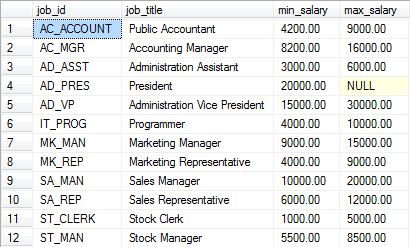 job_id job_title min_salary max_salary
1 AC_ACCOUNT Public Accountant 4200.00 9000.00
2 AC_MGR Accounting Manager 8200.00 16000.00
3 AD_ASST Administration Assistant 3000.00 6000.00
4 AD_PRES President 20000.00 NULL
5 AD_VP Administration Vice President 15000.00 30000.00
6 IT_PROG Programmer 4000.00 10000.00
7 MK_MAN Marketing Manager 9000.00 15000.00
8 MK_REP Marketing Representative 4000.00 9000.00
9 SA_MAN Sales Manager 10000.00 20000.00
10 SA_REP Sales Representative 6000.00 12000.00
11 ST_CLERK Stock Clerk 1000.00 5000.00
12 ST_MAN Stock Manager 5500.00 8500.00